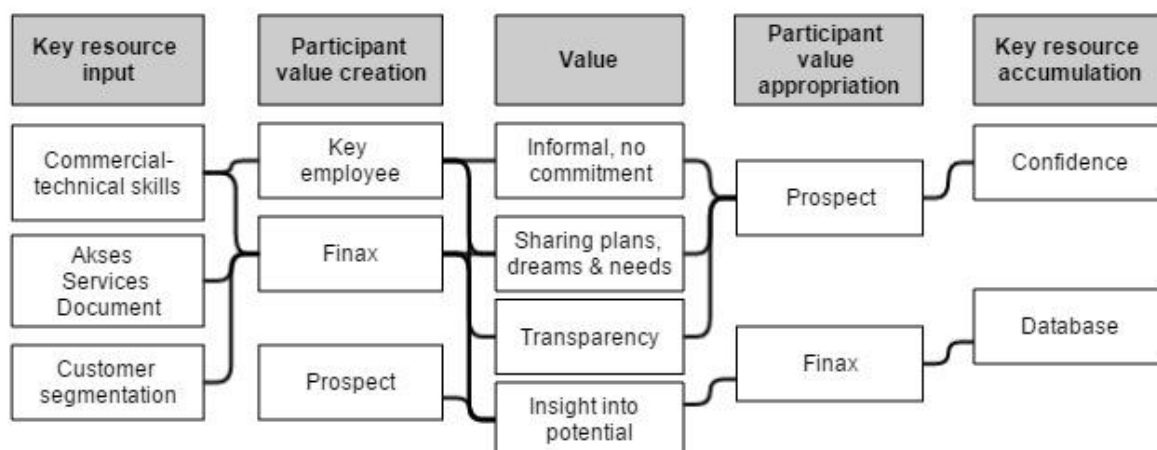 Key resource
input
Participant
value creation
Value
Participant
value
appropriation
Key resource
accumulation
Commercial-
technical skills
Akses
Services
Document
Customer
segmentation
Key
employee
Finax
Prospect
Informal, no
commitment
Sharing plans,
dreams & needs
Transparency
Insight into
potential
Prospect
Finax
Confidence
Database